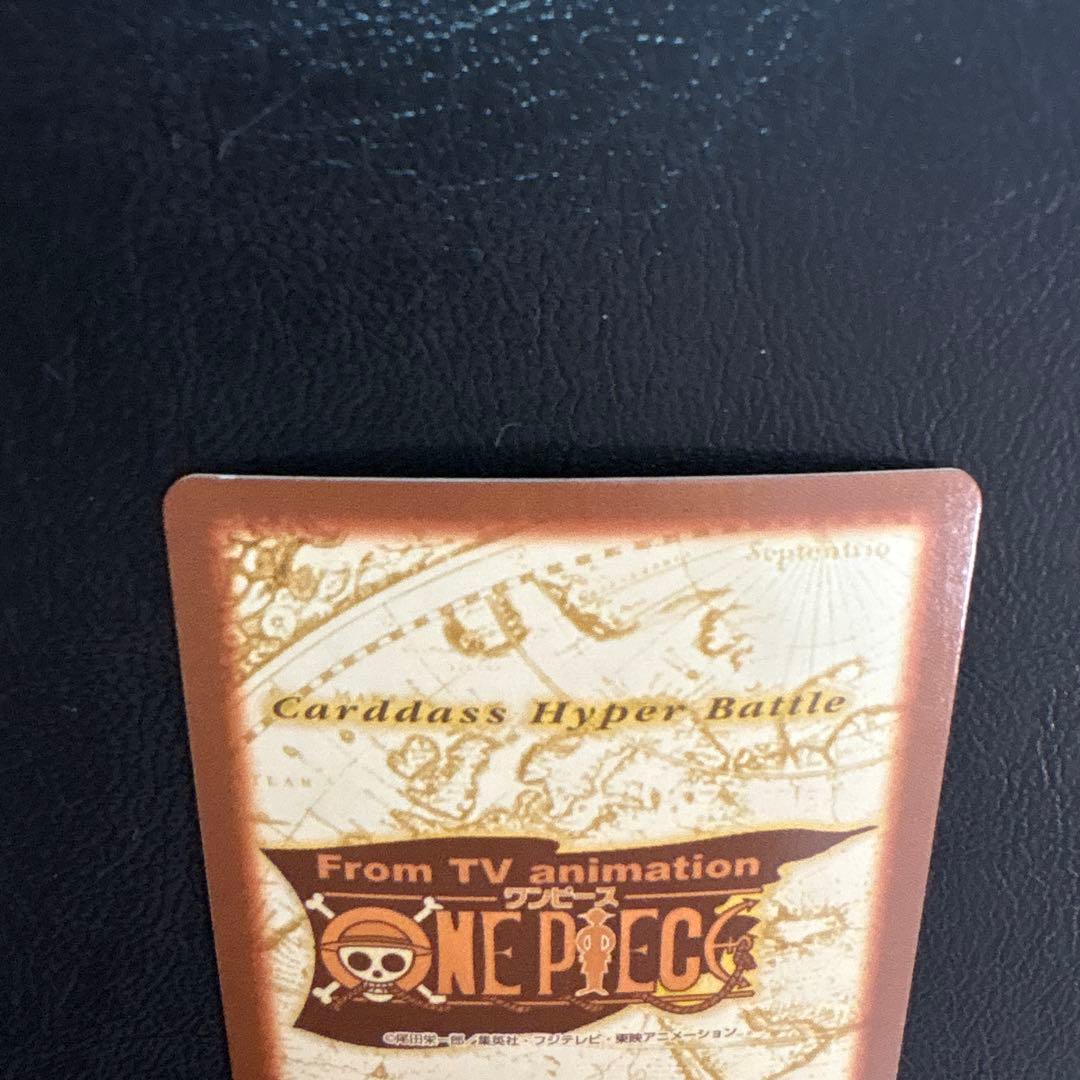 Septentrio
Carddass Hyper Battle
LAN
From TV animation
ワンピース
ONE PIECE
©尾田栄一郎／集英社・フジテレビ・東映アニメーション